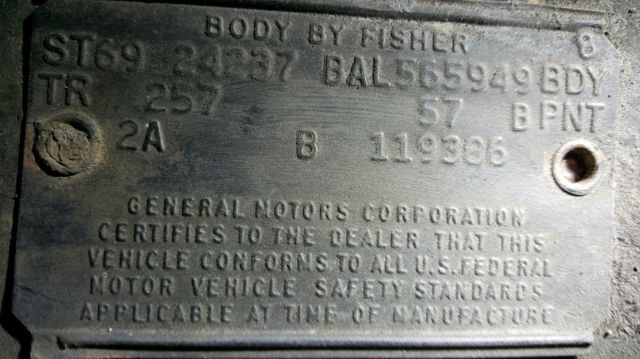 BODY BY FISHER 8
ST69 24237 BAL565949 BDY
TR 257 57 B PNT
2A B 119386
GENERAL MOTORS CORPORATION
CERTIFIES TO THE DEALER THAT THIS
VEHICLE CONFORMS TO ALL U.S. FEDERAL
MOTOR VEHICLE SAFETY STANDARDS
APPLICABLE AT TIME OF MANUFACTURE